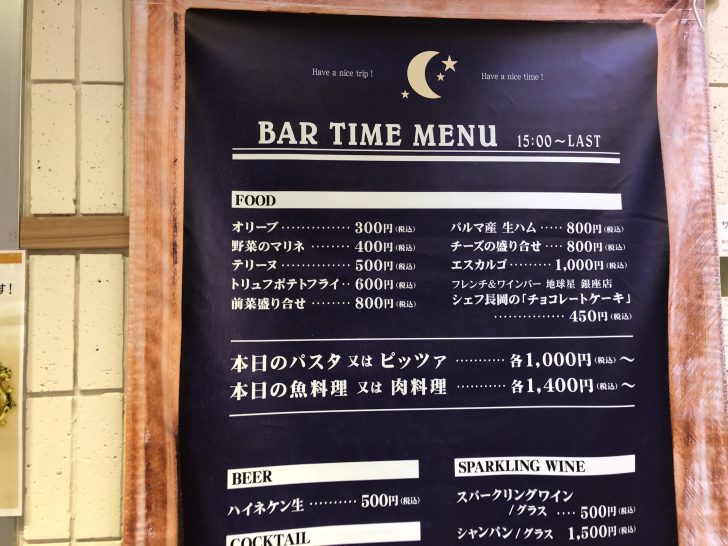 Have a nice trip!
Have a nice time!
BAR TIME MENU 15:00~LAST
FOOD
オリーブ ・・・・・・・・・・・・・・ 300円(税込)
野菜のマリネ ・・・・・・・・ 400円(税込)
テリーヌ ・・・・・・・・・・・・ 500円(税込)
トリュフポテトフライ ・・ 600円(税込)
前菜盛り合せ ・・・・・・・・ 800円(税込)
パルマ産 生ハム ・・・・・ 800円(税込)
チーズの盛り合せ ・・・・ 800円(税込)
エスカルゴ ・・・・・・・・・ 1,000円(税込)
フレンチ&ワインバー 地球星 銀座店
シェフ長岡の「チョコレートケーキ」
・・・・・・・・・・・・・・・ 450円(税込)
本日のパスタ 又は ピッツァ ・・・・・・・・・・ 各1,000円(税込)~
本日の魚料理 又は 肉料理 ・・・・・・・・・・ 各1,400円(税込)~
BEER
ハイネケン生 ・・・・・・・・・・ 500円(税込)
COCKTAIL
SPARKLING WINE
スパークリングワイン
/グラス ・・・・ 500円(税込)
シャンパン/グラス 1,500円(税込)
す!
サ